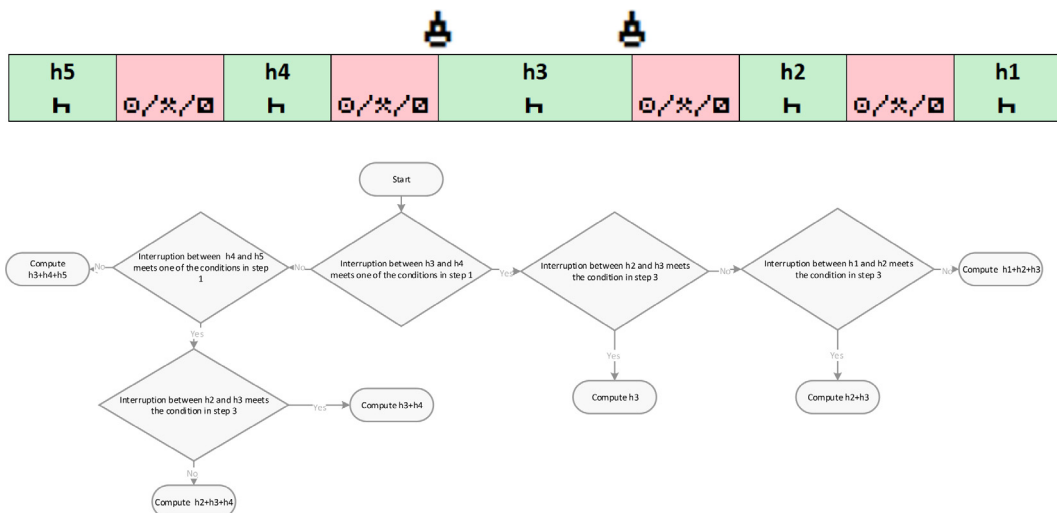 h5
h4
h3
h2
h1
Start
Interruption between h4 and h5
meets one of the conditions in step
1
Interruption between h3 and h4
meets one of the conditions in step 1
Interruption between h2 and h3 meets
the condition in step 3
Interruption between h1 and h2 meets
the condition in step 3
Compute
h3+h4+h5
No
No
Yes
No
No
Compute h1+h2+h3
Yes
Yes
Yes
Interruption between h2 and h3 meets
the condition in step 3
Yes
Compute h3+h4
Compute h3
Compute h2+h3
No
Compute h2+h3+h4